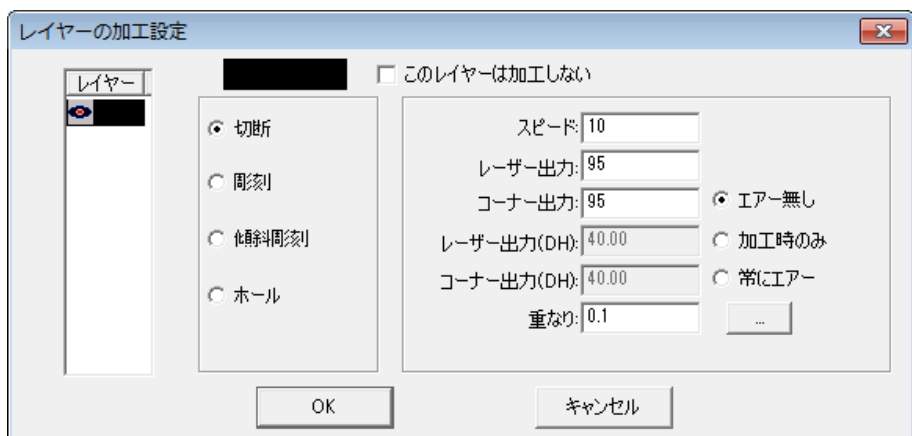 レイヤーの加工設定
レイヤー
このレイヤーは加工しない
切断
彫刻
傾斜彫刻
ホール
スピード: 10
レーザー出力: 95
コーナー出力: 95
レーザー出力(DH): 40.00
コーナー出力(DH): 40.00
重なり: 0.1
エアー無し
加工時のみ
常にエアー
...
OK
キャンセル